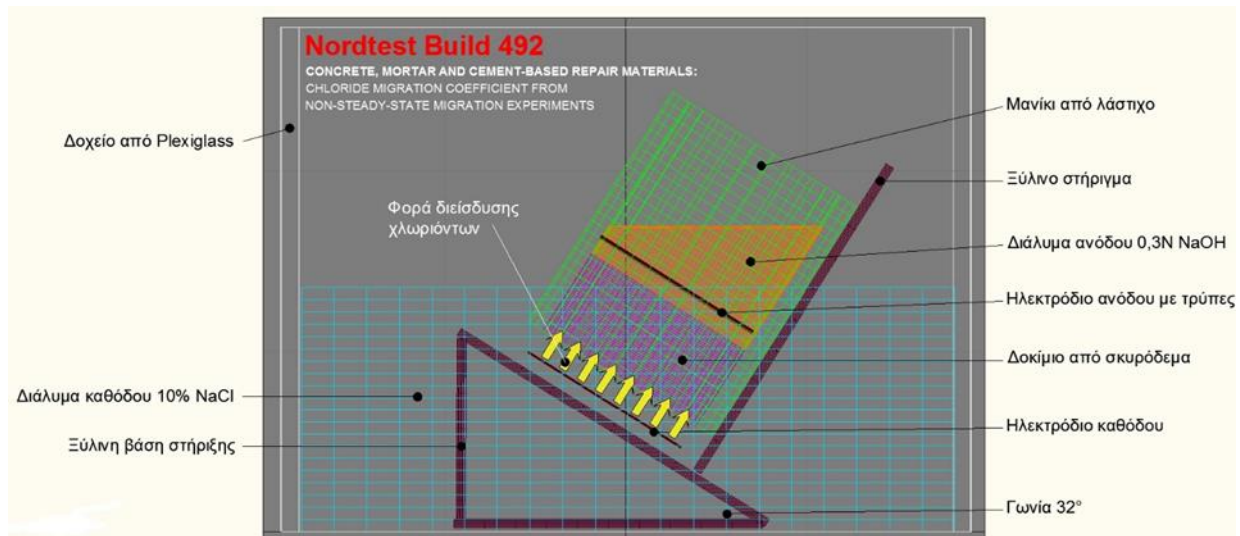 Nordtest Build 492
CONCRETE, MORTAR AND CEMENT-BASED REPAIR MATERIALS:
CHLORIDE MIGRATION COEFFICIENT FROM
NON-STEADY-STATE MIGRATION EXPERIMENTS
Δοχείο από Plexiglass
Φορά διείσδυσης
χλωριόντων
Διάλυμα καθόδου 10% NaCl
Ξύλινη βάση στήριξης
Μανίκι από λάστιχο
Ξύλινο στήριγμα
Διάλυμα ανόδου 0,3N NaOH
Ηλεκτρόδιο ανόδου με τρύπες
Δοκίμιο από σκυρόδεμα
Ηλεκτρόδιο καθόδου
Γωνία 32°